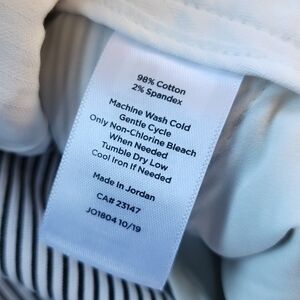 98% Cotton
2% Spandex
Machine Wash Cold
Gentle Cycle
Only Non-Chlorine Bleach
When Needed
Tumble Dry Low
Cool Iron If Needed
Made in Jordan
CA# 23147
JO1804 10/19